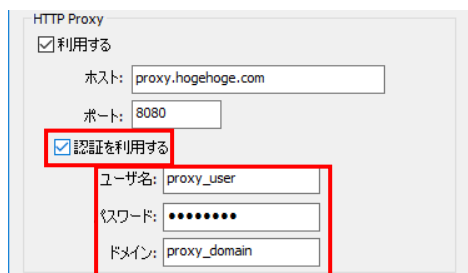 HTTP Proxy
利用する
ホスト: proxy.hogehoge.com
ポート: 8080
認証を利用する
ユーザ名: proxy_user
パスワード: ●●●●●●●●
ドメイン: proxy_domain